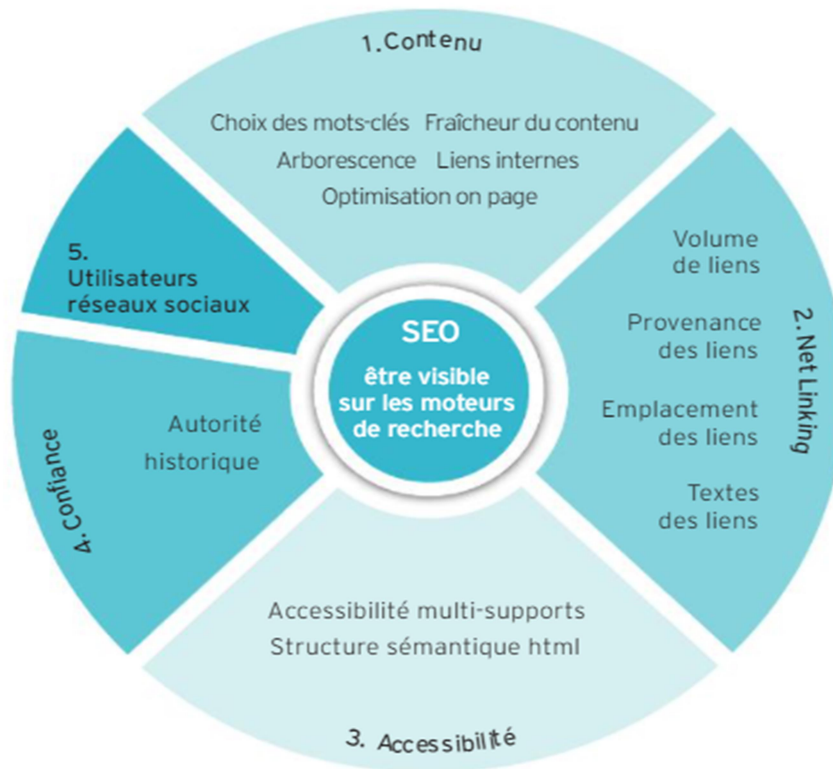 1. Contenu
Choix des mots-clés Fraîcheur du contenu
Arborescence Liens internes
Optimisation on page
2. Net Linking
Volume
de liens
Provenance
des liens
Emplacement
des liens
Textes
des liens
3. Accessibilité
Accessibilité multi-supports
Structure sémantique html
4. Confiance
Autorité
historique
5.
Utilisateurs
réseaux sociaux
SEO
être visible
sur les moteurs
de recherche